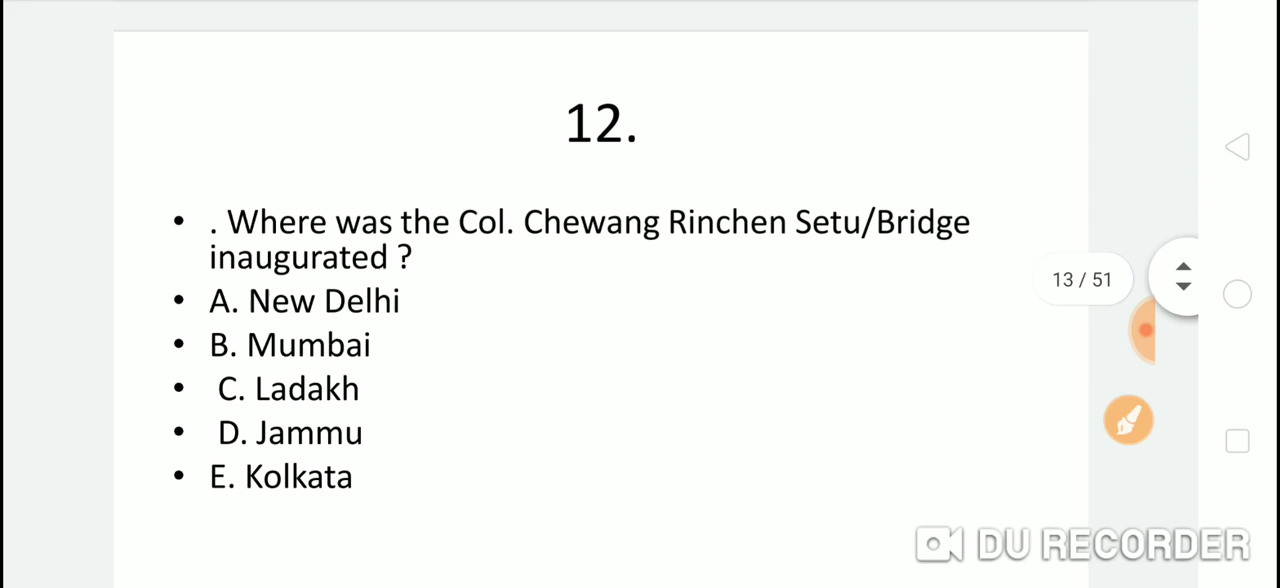 12.
• . Where was the Col. Chewang Rinchen Setu/Bridge
inaugurated ?
• A. New Delhi
• B. Mumbai
• C. Ladakh
• D. Jammu
• E. Kolkata
13 / 51
DU RECORDER